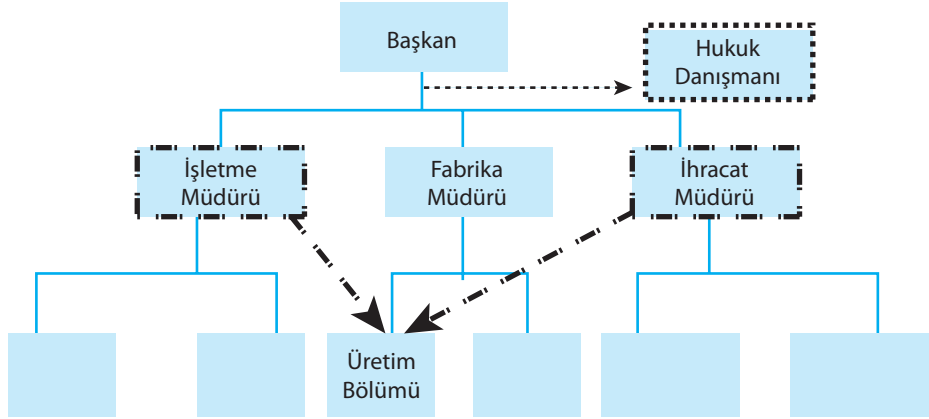 Başkan
Hukuk
Danışmanı
İşletme
Müdürü
Fabrika
Müdürü
İhracat
Müdürü
Üretim
Bölümü